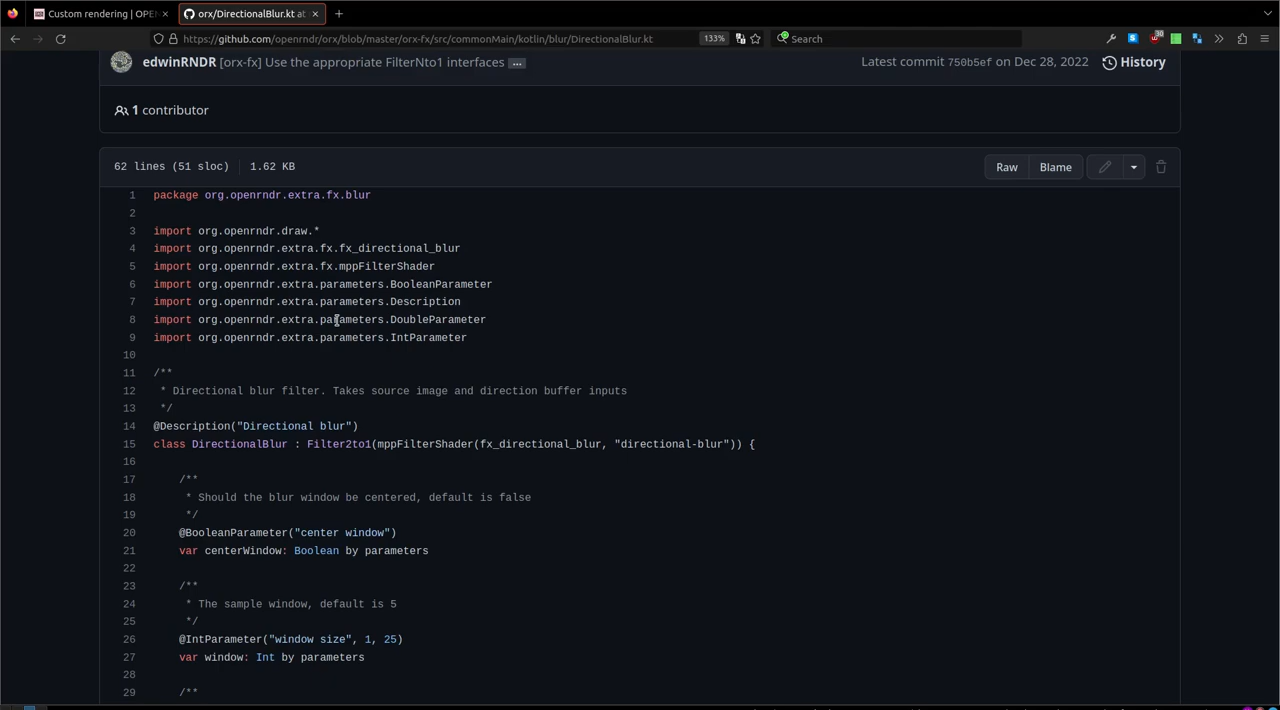 Custom rendering | OPE
orx/DirectionalBlur.kt at
https://github.com/openrndr/orx/blob/master/orx-fx/src/commonMain/kotlin/blur/DirectionalBlur.kt
133%
Search
30
edwinRNDR [orx-fx] Use the appropriate FilterNto1 interfaces ...
Latest commit 750b5ef on Dec 28, 2022
History
1 contributor
62 lines (51 sloc) | 1.62 KB
Raw
Blame
1 package org.openrndr.extra.fx.blur
2
3 import org.openrndr.draw.*
4 import org.openrndr.extra.fx.fx_directional_blur
5 import org.openrndr.extra.fx.mppFilterShader
6 import org.openrndr.extra.parameters.BooleanParameter
7 import org.openrndr.extra.parameters.Description
8 import org.openrndr.extra.parameters.DoubleParameter
9 import org.openrndr.extra.parameters.IntParameter
10
11 /**
12 * Directional blur filter. Takes source image and direction buffer inputs
13 */
14 @Description("Directional blur")
15 class DirectionalBlur : Filter2to1(mppFilterShader(fx_directional_blur, "directional-blur")) {
16
17 /**
18 * Should the blur window be centered, default is false
19 */
20 @BooleanParameter("center window")
21 var centerWindow: Boolean by parameters
22
23 /**
24 * The sample window, default is 5
25 */
26 @IntParameter("window size", 1, 25)
27 var window: Int by parameters
28
29 /**